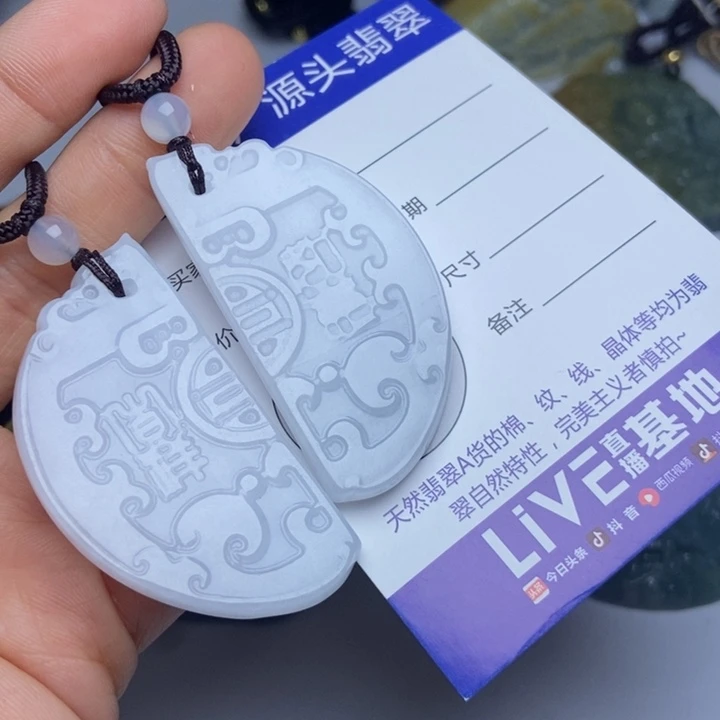 源头翡翠
买家
期
价
尺寸
备注
天然翡翠A货的棉、纹、线、晶体等均为翡
翠自然特性，完美主义者慎拍~
LiVE直播基地
头条 今日头条 抖音 西瓜视频